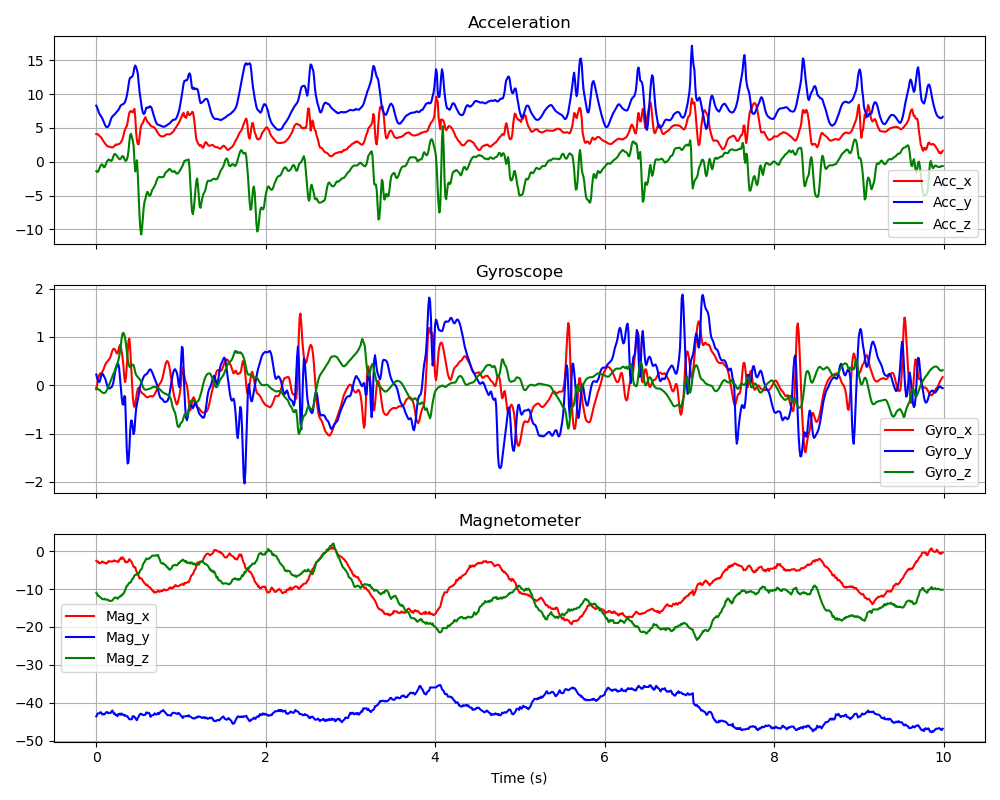 Acceleration
15
10
5
0
−5
−10
Acc_x
Acc_y
Acc_z
Gyroscope
2
1
0
−1
−2
Gyro_x
Gyro_y
Gyro_z
Magnetometer
0
−10
−20
−30
−40
−50
Mag_x
Mag_y
Mag_z
0 2 4 6 8 10
Time (s)